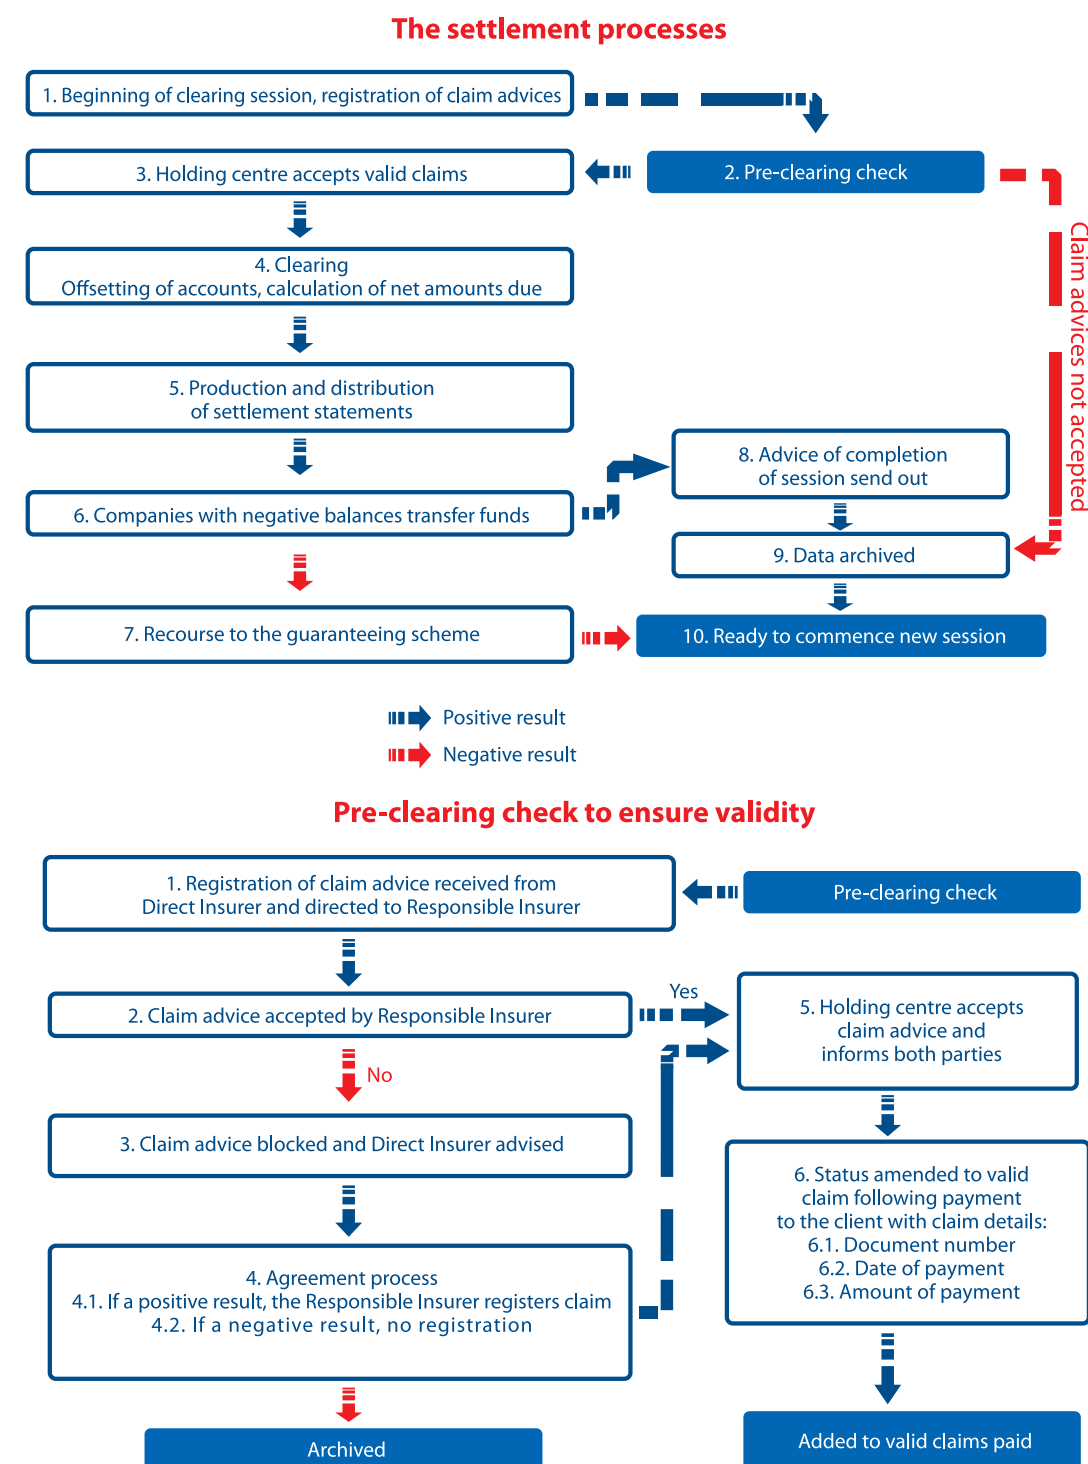 The settlement processes
1. Beginning of clearing session, registration of claim advices
2. Pre-clearing check
3. Holding centre accepts valid claims
Claim advices not accepted
4. Clearing
Offsetting of accounts, calculation of net amounts due
5. Production and distribution
of settlement statements
6. Companies with negative balances transfer funds
7. Recourse to the guaranteeing scheme
8. Advice of completion
of session send out
9. Data archived
10. Ready to commence new session
Positive result
Negative result
Pre-clearing check to ensure validity
Pre-clearing check
1. Registration of claim advice received from
Direct Insurer and directed to Responsible Insurer
2. Claim advice accepted by Responsible Insurer
Yes
No
3. Claim advice blocked and Direct Insurer advised
4. Agreement process
4.1. If a positive result, the Responsible Insurer registers claim
4.2. If a negative result, no registration
Archived
5. Holding centre accepts
claim advice and
informs both parties
6. Status amended to valid
claim following payment
to the client with claim details:
6.1. Document number
6.2. Date of payment
6.3. Amount of payment
Added to valid claims paid